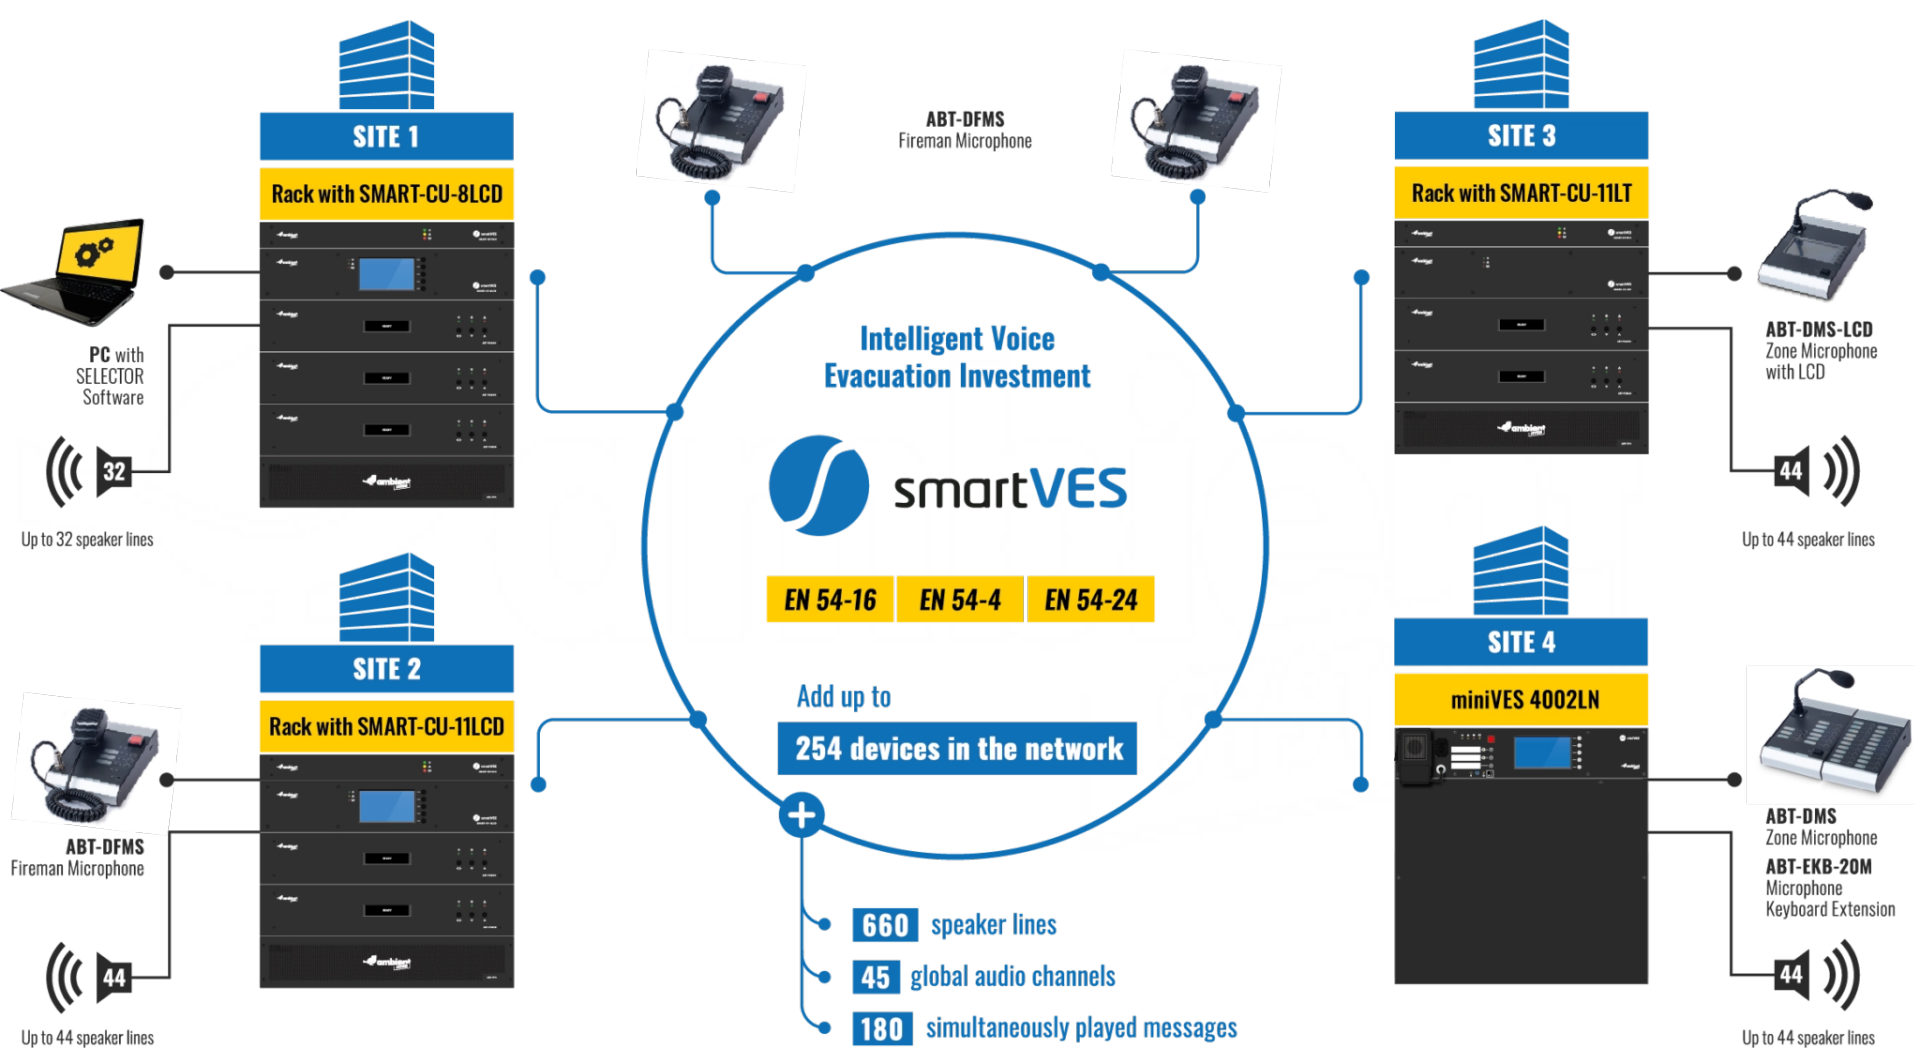 SITE 1
Rack with SMART-CU-8LCD
PC with
SELECTOR
Software
32
Up to 32 speaker lines
ambient
SITE 2
Rack with SMART-CU-11LCD
ABT-DFMS
Fireman Microphone
44
Up to 44 speaker lines
ambient
ABT-DFMS
Fireman Microphone
Intelligent Voice
Evacuation Investment
smartVES
EN 54-16
EN 54-4
EN 54-24
Add up to
254 devices in the network
+
660 speaker lines
45 global audio channels
180 simultaneously played messages
SITE 3
Rack with SMART-CU-11LT
ABT-DMS-LCD
Zone Microphone
with LCD
44
Up to 44 speaker lines
ambient
SITE 4
miniVES 4002LN
ABT-DMS
Zone Microphone
ABT-EKB-20M
Microphone
Keyboard Extension
44
Up to 44 speaker lines